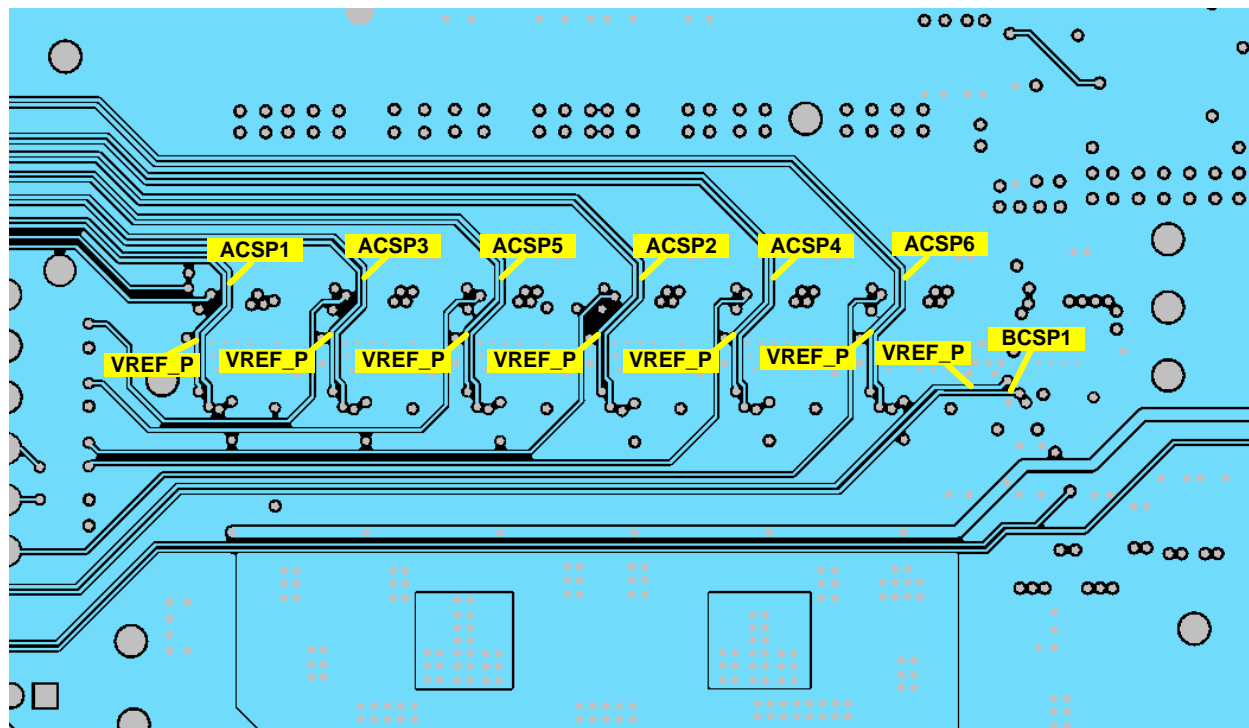 ACSP1
ACSP3
ACSP5
ACSP2
ACSP4
ACSP6
VREF_P
VREF_P
VREF_P
VREF_P
VREF_P
VREF_P
VREF_P
BCSP1